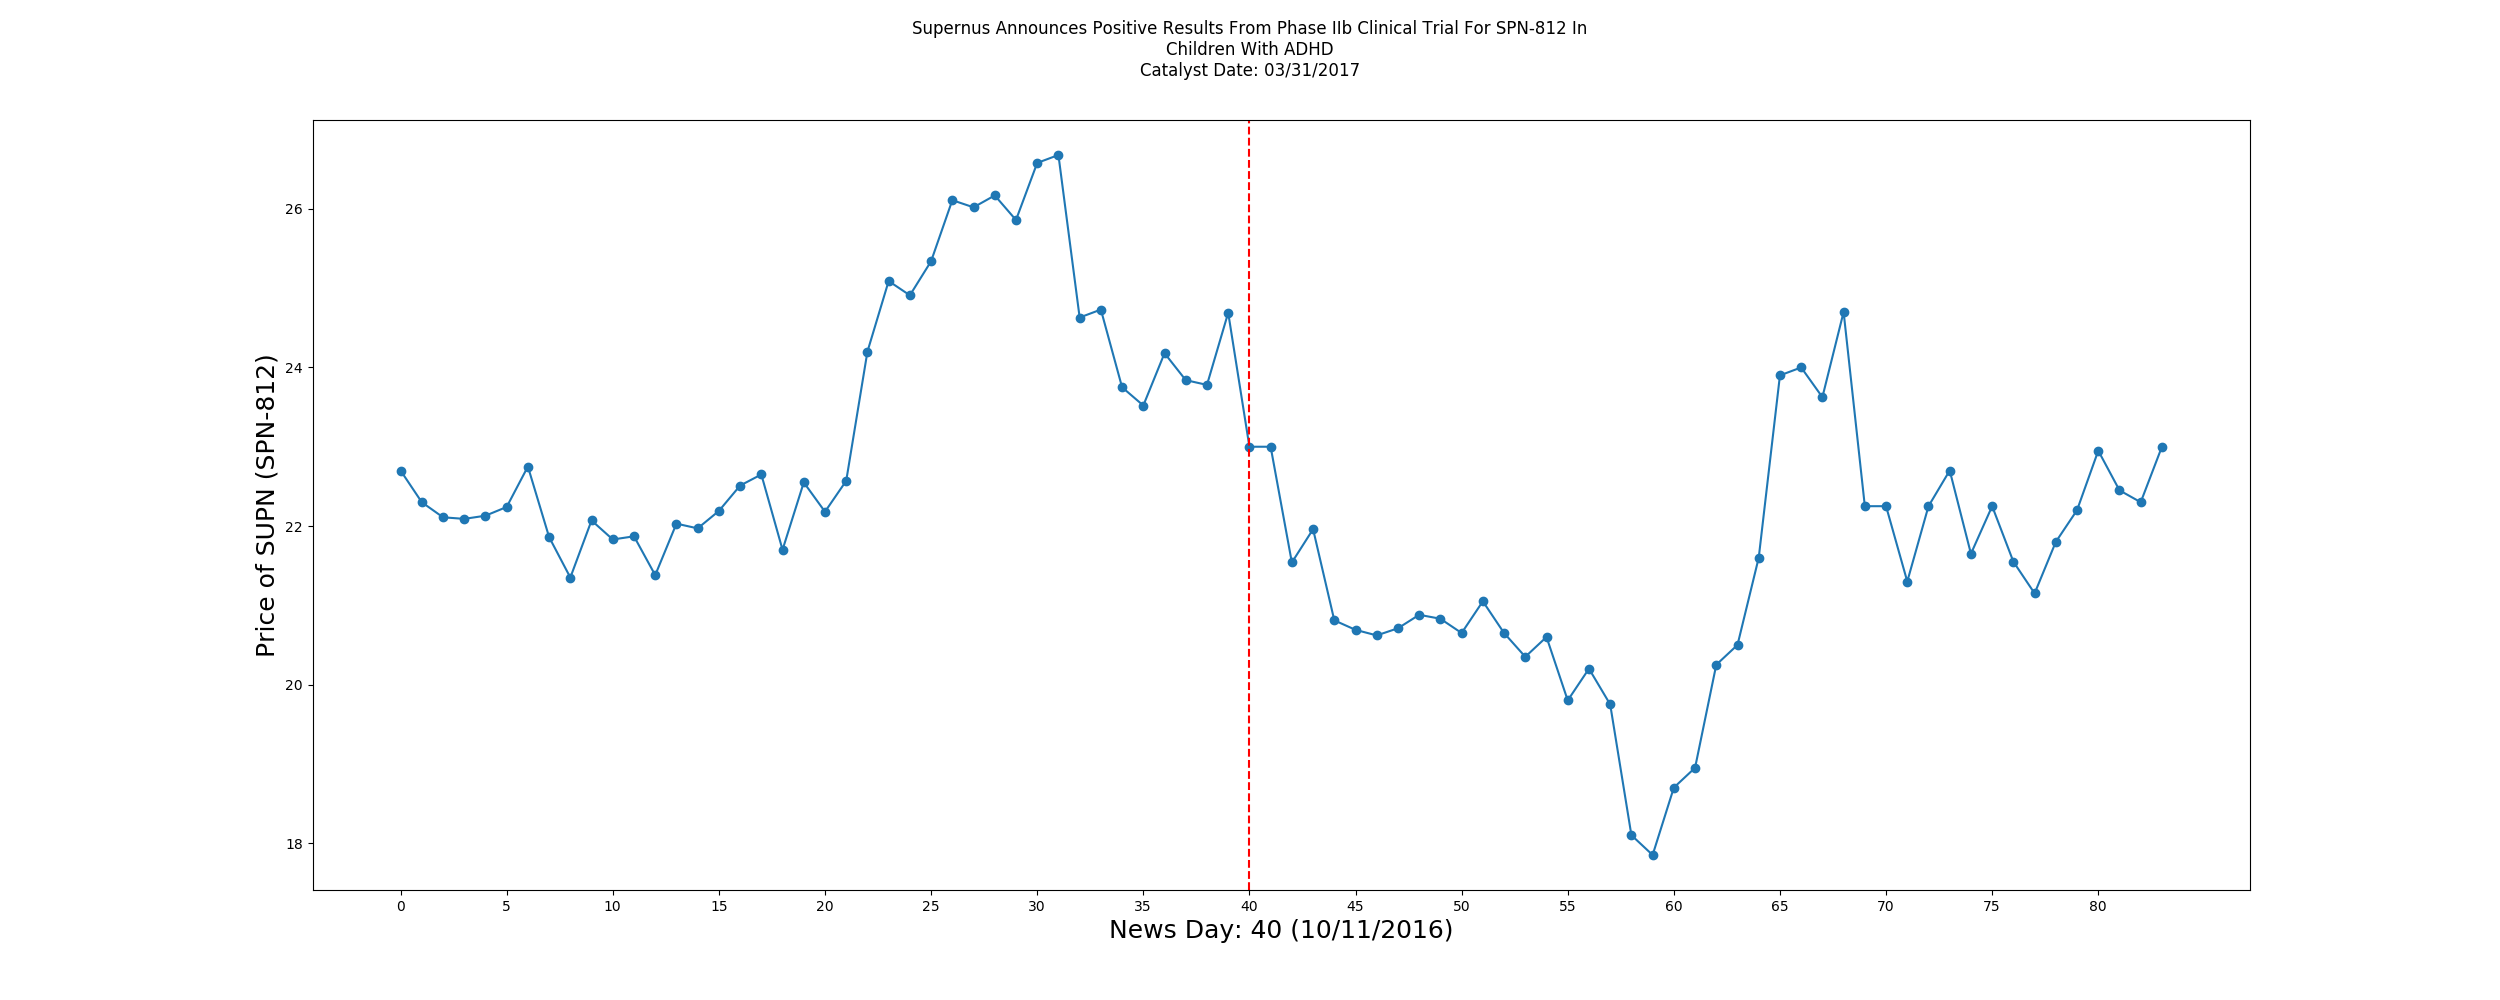 Supernus Announces Positive Results From Phase IIb Clinical Trial For SPN-812 In
Children With ADHD
Catalyst Date: 03/31/2017
Price of SUPN (SPN-812)
26
24
22
20
18
0 5 10 15 20 25 30 35 40 45 50 55 60 65 70 75 80
News Day: 40 (10/11/2016)